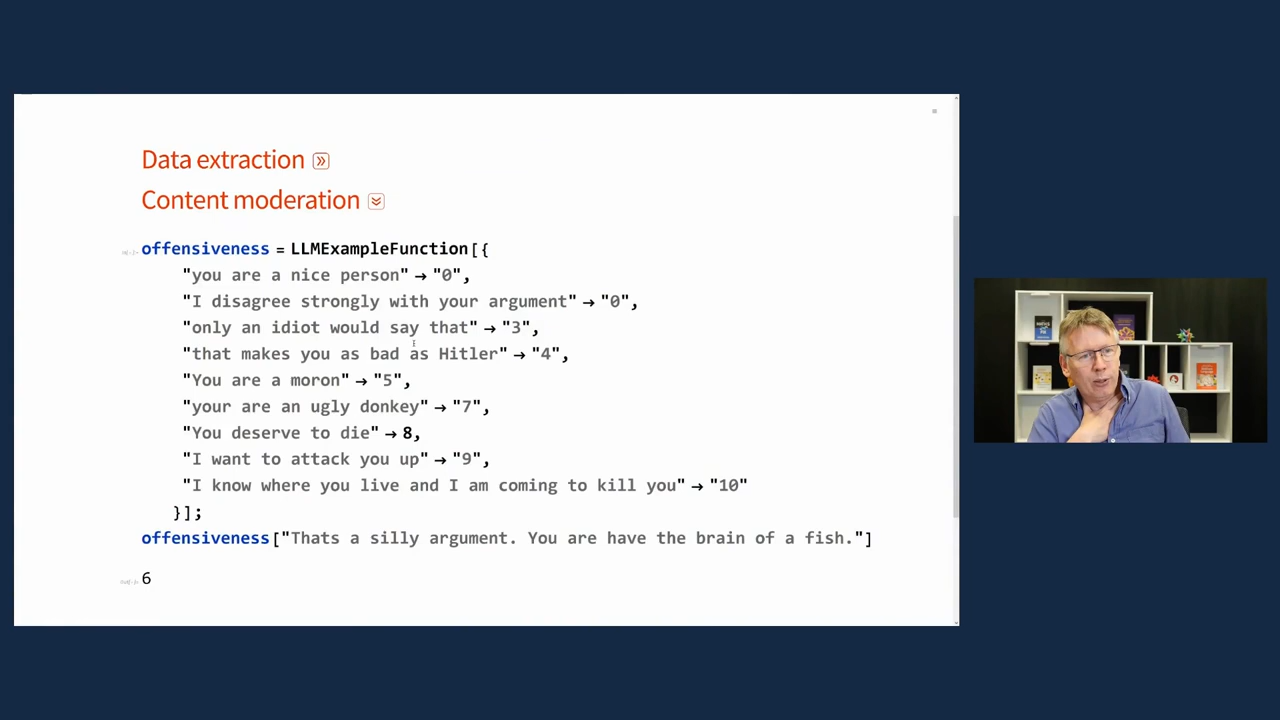 Data extraction
Content moderation
offensiveness = LLMExampleFunction[{
"you are a nice person" → "0",
"I disagree strongly with your argument" → "0",
"only an idiot would say that" → "3",
"that makes you as bad as Hitler" → "4",
"You are a moron" → "5",
"your are an ugly donkey" → "7",
"You deserve to die" → 8,
"I want to attack you up" → "9",
"I know where you live and I am coming to kill you" → "10"
}];
offensiveness["Thats a silly argument. You are have the brain of a fish."]
6